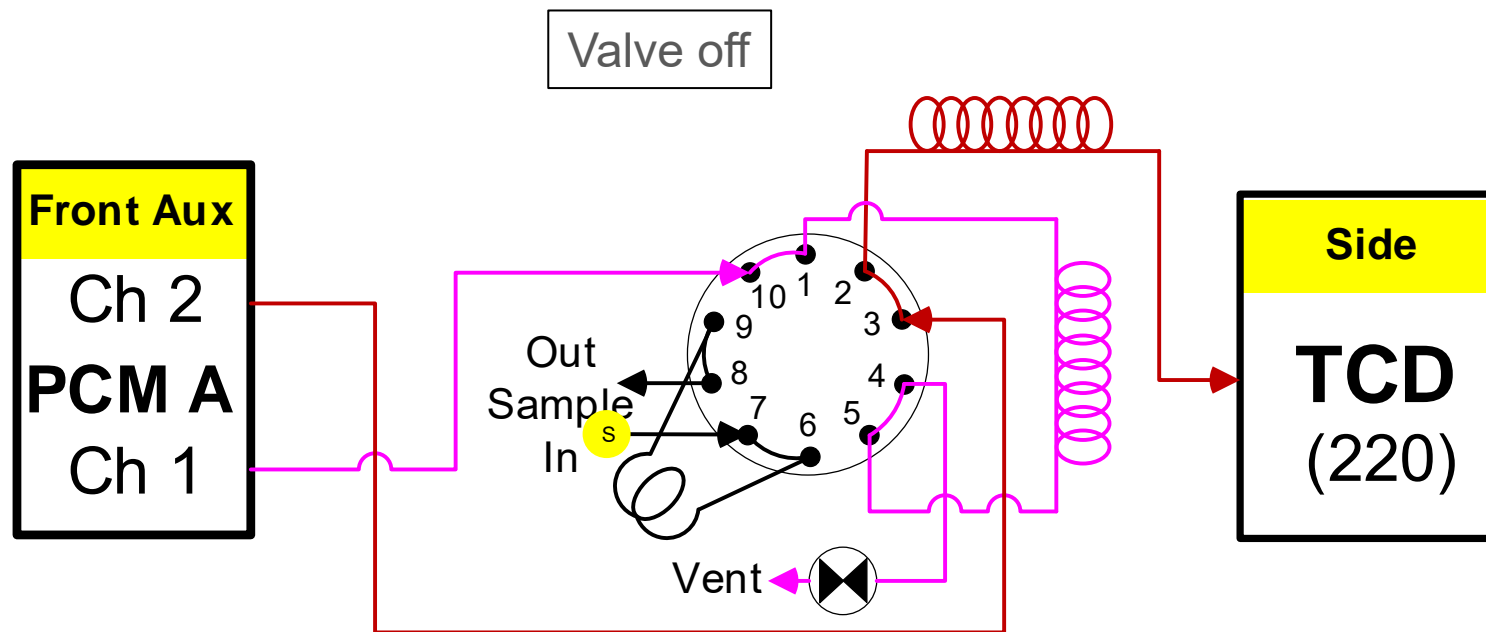 Valve off
Front Aux
Ch 2
PCM A
Ch 1
1
2
3
4
5
6
7
8
9
10
Out
Sample
In
S
Vent
Side
TCD
(220)